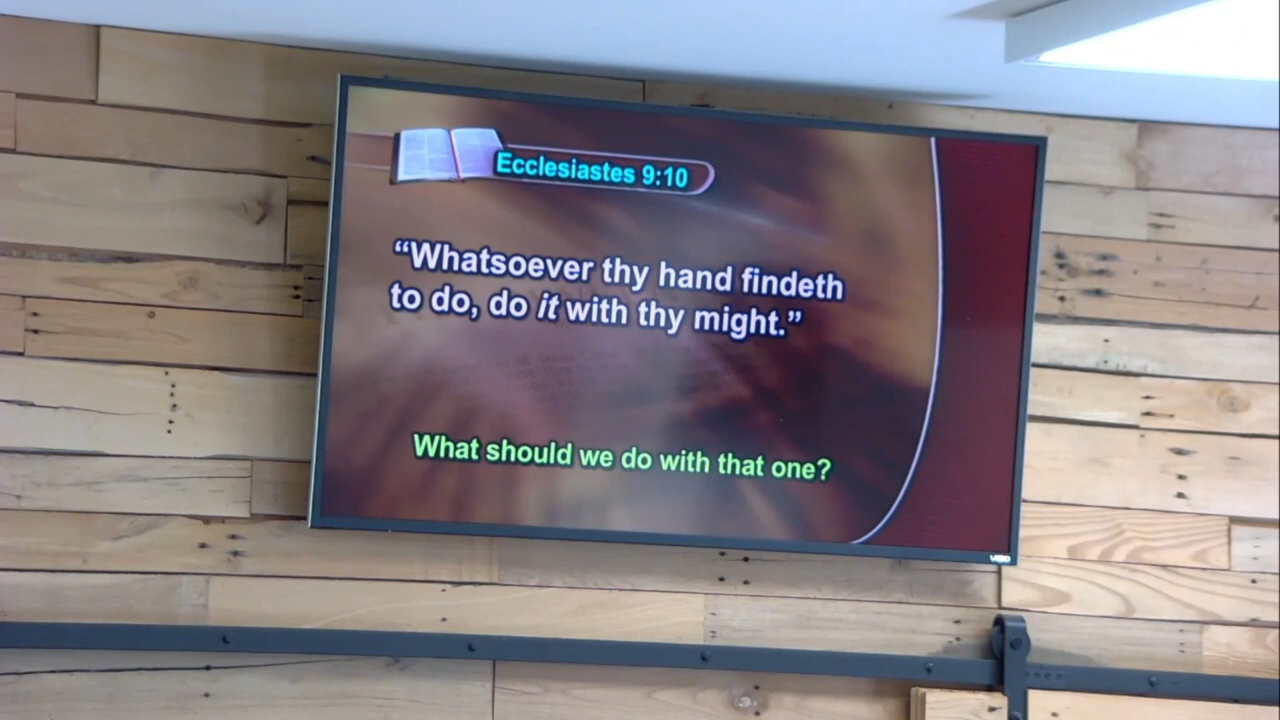 Ecclesiastes 9:10
“Whatsoever thy hand findeth
to do, do it with thy might.”
What should we do with that one?
VIZIO